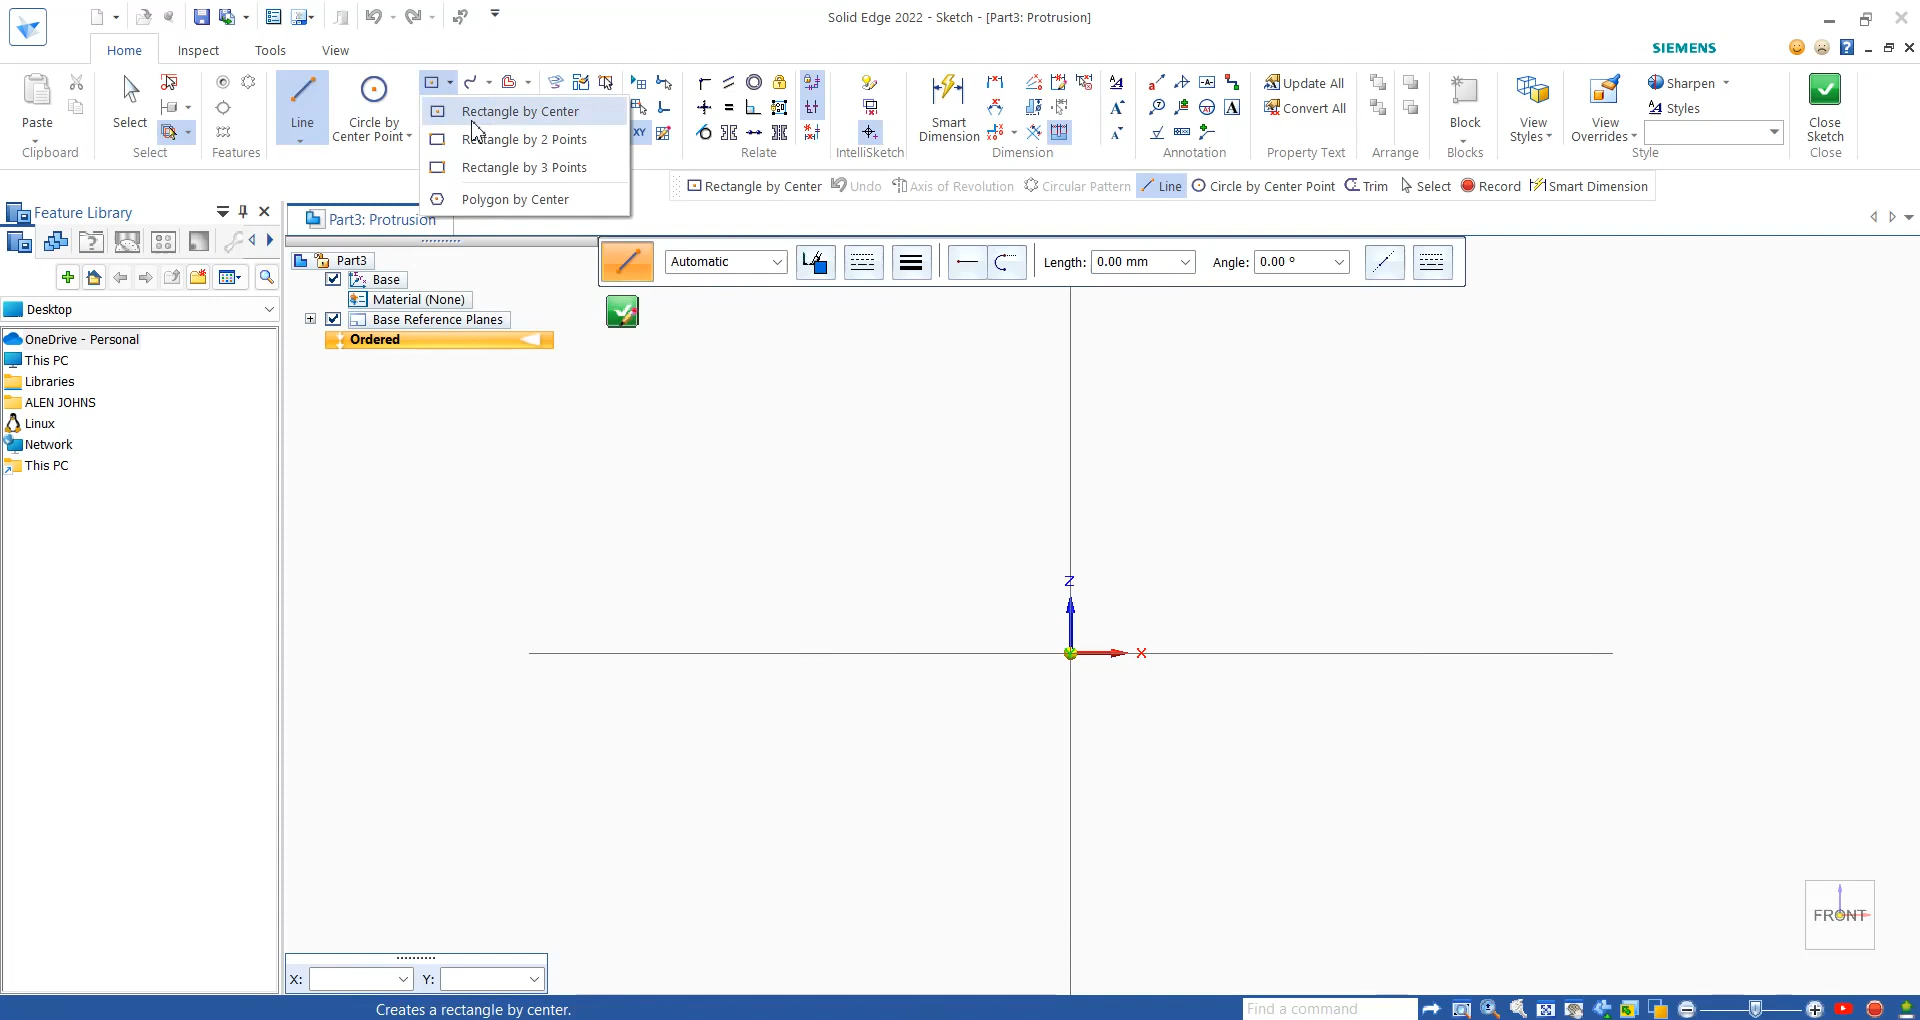 Solid Edge 2022 - Sketch - [Part3: Protrusion]
Home Inspect Tools View
SIEMENS
Paste
Clipboard
Select
Select
Features
Line
Circle by
Center Point
Rectangle by Center
Rectangle by 2 Points
Rectangle by 3 Points
Polygon by Center
XY
Relate
IntelliSketch
Smart
Dimension
Dimension
Annotation
Update All
Convert All
Property Text
Arrange
Block
Blocks
View
Styles
View
Overrides
Sharpen
Styles
Style
Close
Sketch
Close
Rectangle by Center Undo Axis of Revolution Circular Pattern Line Circle by Center Point Trim Select Record Smart Dimension
Feature Library
Part3: Protrusion
Automatic
Length: 0.00 mm
Angle: 0.00 °
Part3
Base
Material (None)
Base Reference Planes
Ordered
Desktop
OneDrive - Personal
This PC
Libraries
ALEN JOHNS
Linux
Network
This PC
Z
X
FRONT
X: Y:
Creates a rectangle by center.
Find a command